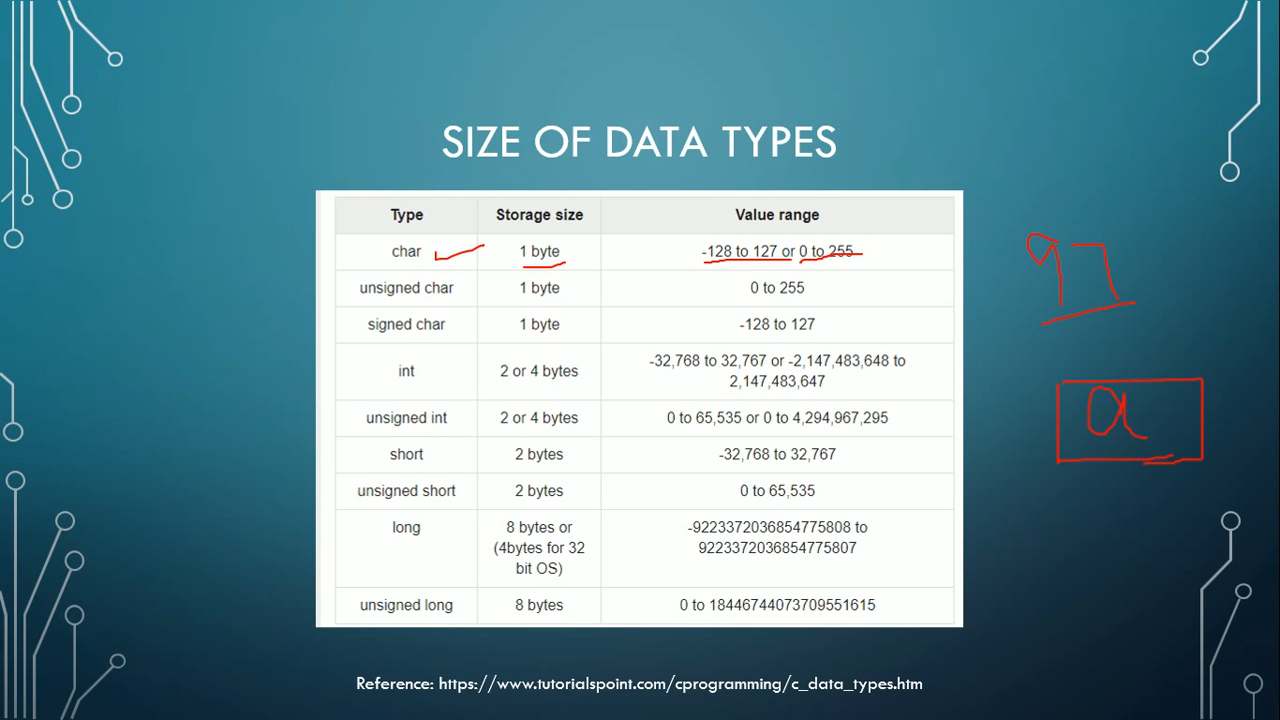 SIZE OF DATA TYPES
Type Storage size Value range
char 1 byte -128 to 127 or 0 to 255
unsigned char 1 byte 0 to 255
signed char 1 byte -128 to 127
int 2 or 4 bytes -32,768 to 32,767 or -2,147,483,648 to
2,147,483,647
unsigned int 2 or 4 bytes 0 to 65,535 or 0 to 4,294,967,295
short 2 bytes -32,768 to 32,767
unsigned short 2 bytes 0 to 65,535
long 8 bytes or -9223372036854775808 to
(4bytes for 32 9223372036854775807
bit OS)
unsigned long 8 bytes 0 to 18446744073709551615
97
a
Reference: https://www.tutorialspoint.com/cprogramming/c_data_types.htm